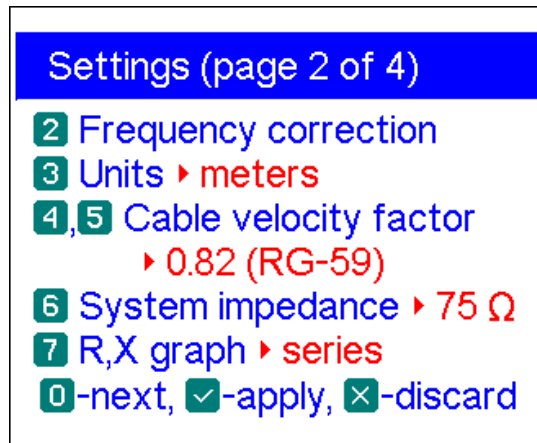 Settings (page 2 of 4)
2 Frequency correction
3 Units ▸ meters
4,5 Cable velocity factor
▸ 0.82 (RG-59)
6 System impedance ▸ 75 Ω
7 R,X graph ▸ series
0-next, ✓-apply, ✕-discard